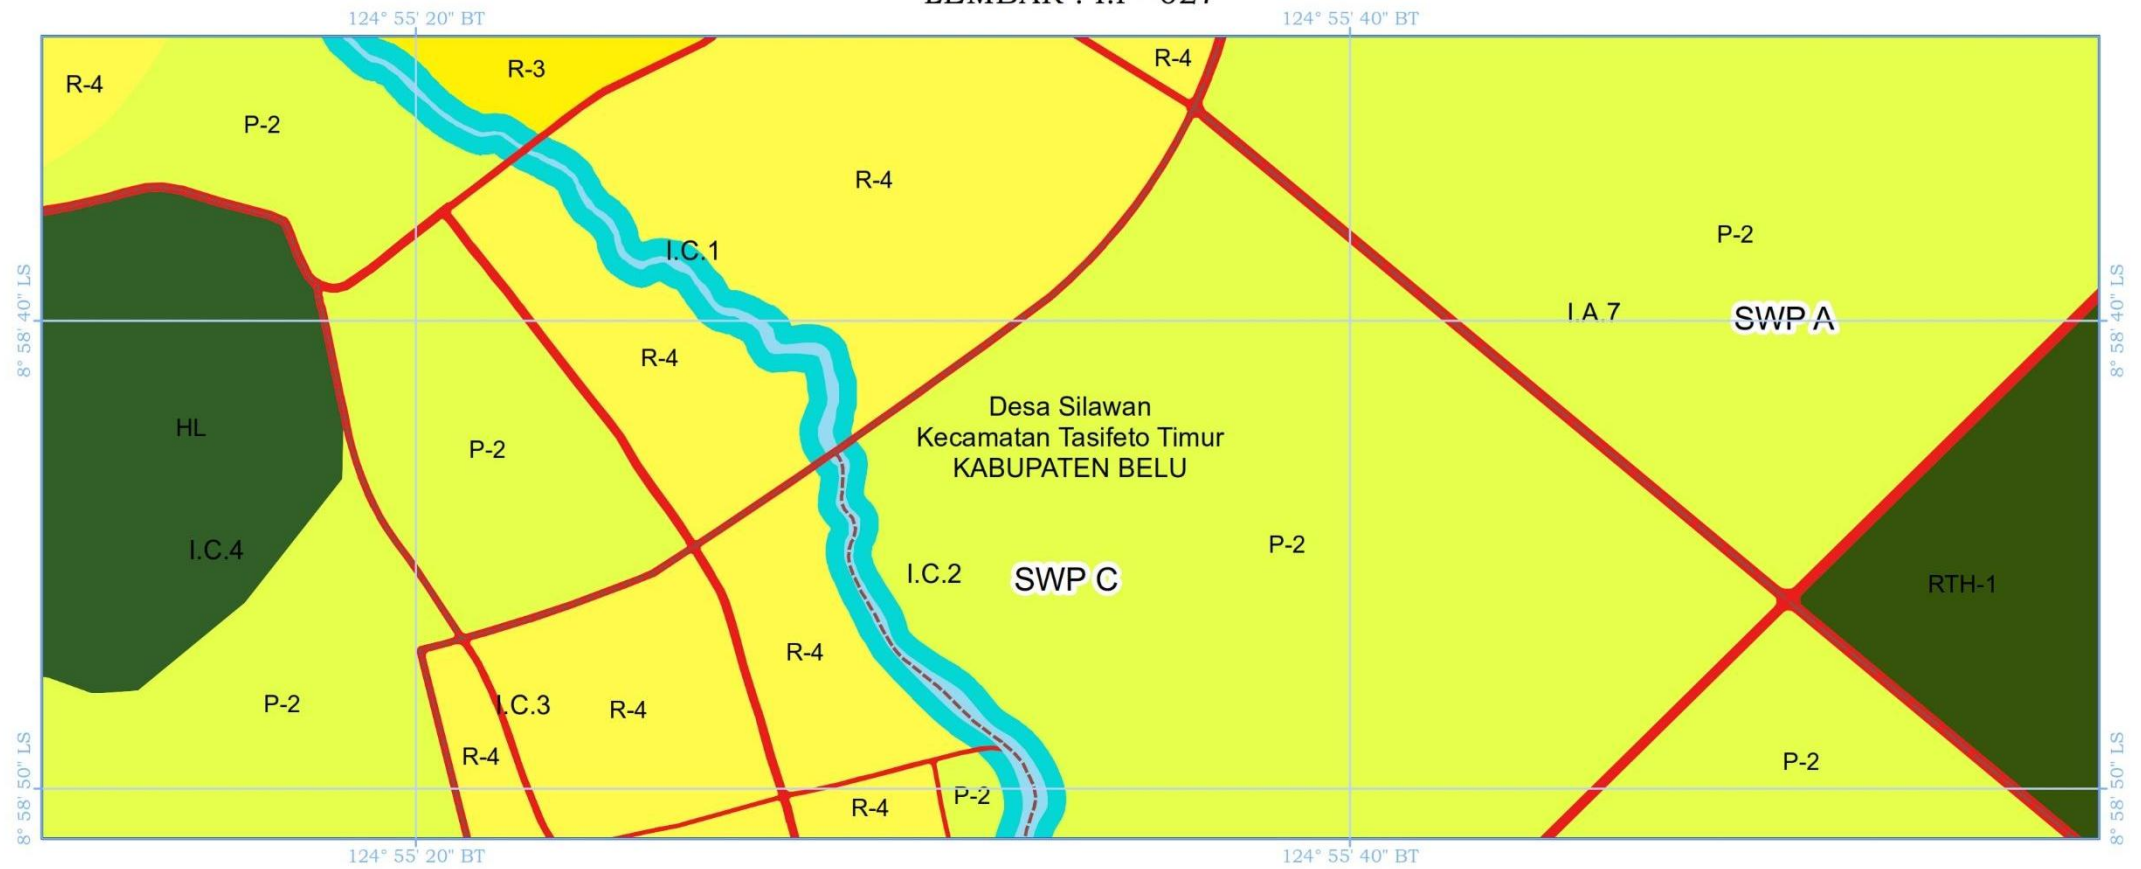 LEMBAR :
124° 55' 20" BT
124° 55' 40" BT
R-4
R-3
R-4
P-2
R-4
P-2
I.C.1
8° 58' 40" LS
8° 58' 40" LS
I.A.7
SWP A
R-4
HL
P-2
Desa Silawan
Kecamatan Tasifeto Timur
KABUPATEN BELU
I.C.4
P-2
I.C.2
SWP C
RTH-1
R-4
P-2
I.C.3
R-4
R-4
P-2
8° 58' 50" LS
8° 58' 50" LS
R-4
P-2
124° 55' 20" BT
124° 55' 40" BT